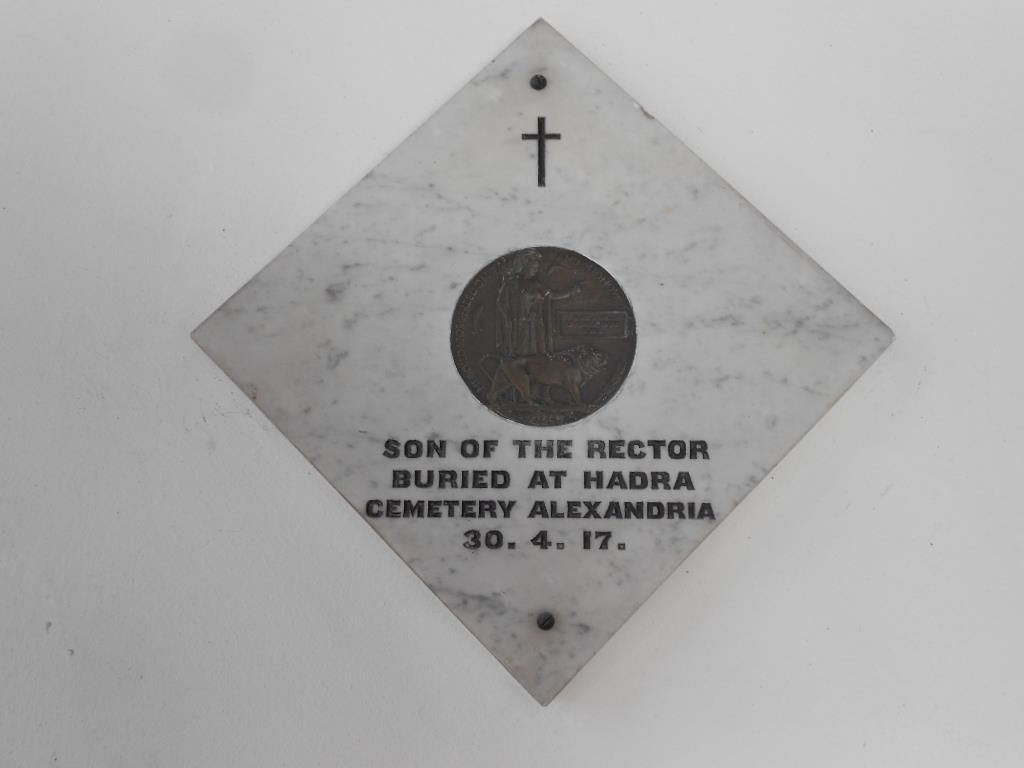 SON OF THE RECTOR
BURIED AT HADRA
CEMETERY ALEXANDRIA
30. 4. 17.